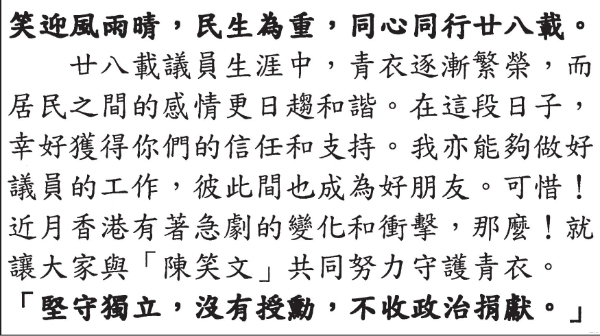 笑迎風雨晴，民生為重，同心同行廿八載。
廿八載議員生涯中，青衣逐漸繁榮，而
居民之間的感情更日趨和諧。在這段日子，
幸好獲得你們的信任和支持。我亦能夠做好
議員的工作，彼此間也成為好朋友。可惜！
近月香港有著急劇的變化和衝擊，那麼！就
讓大家與「陳笑文」共同努力守護青衣。
「堅守獨立，沒有授勳，不收政治捐獻。」